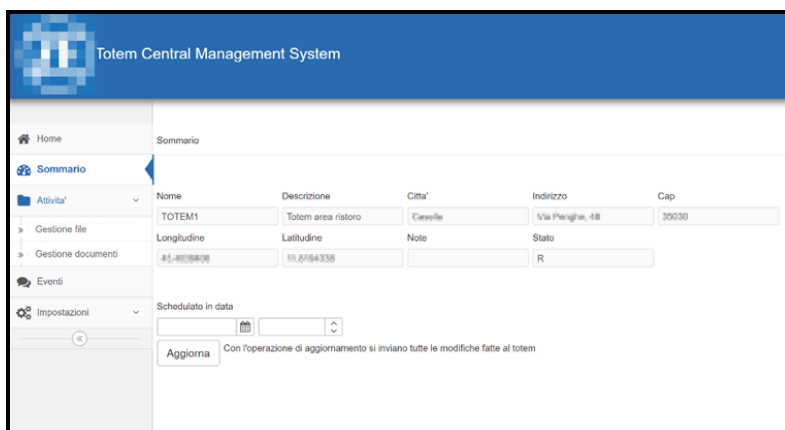 Totem Central Management System
Home
Sommario
Attivita'
Gestione file
Gestione documenti
Eventi
Impostazioni
Sommario
Nome Descrizione Citta' Indirizzo Cap
TOTEM1 Totem area ristoro Via 35030
Longitudine Latitudine Note Stato
R
Schedulato in data
Aggiorna Con l'operazione di aggiornamento si inviano tutte le modifiche fatte al totem